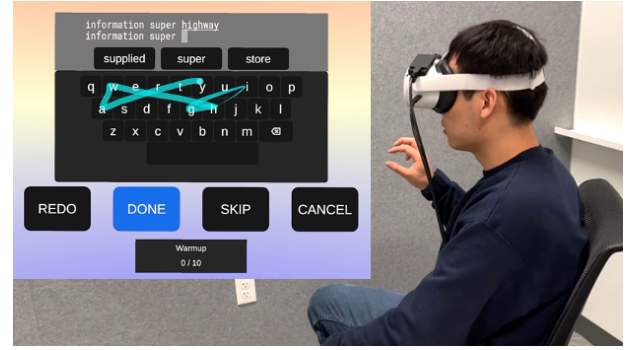 information super highway
information super
supplied super store
q w e r t y u i o p
a s d f g h j k l
z x c v b n m
REDO DONE SKIP CANCEL
Warmup
0 / 10